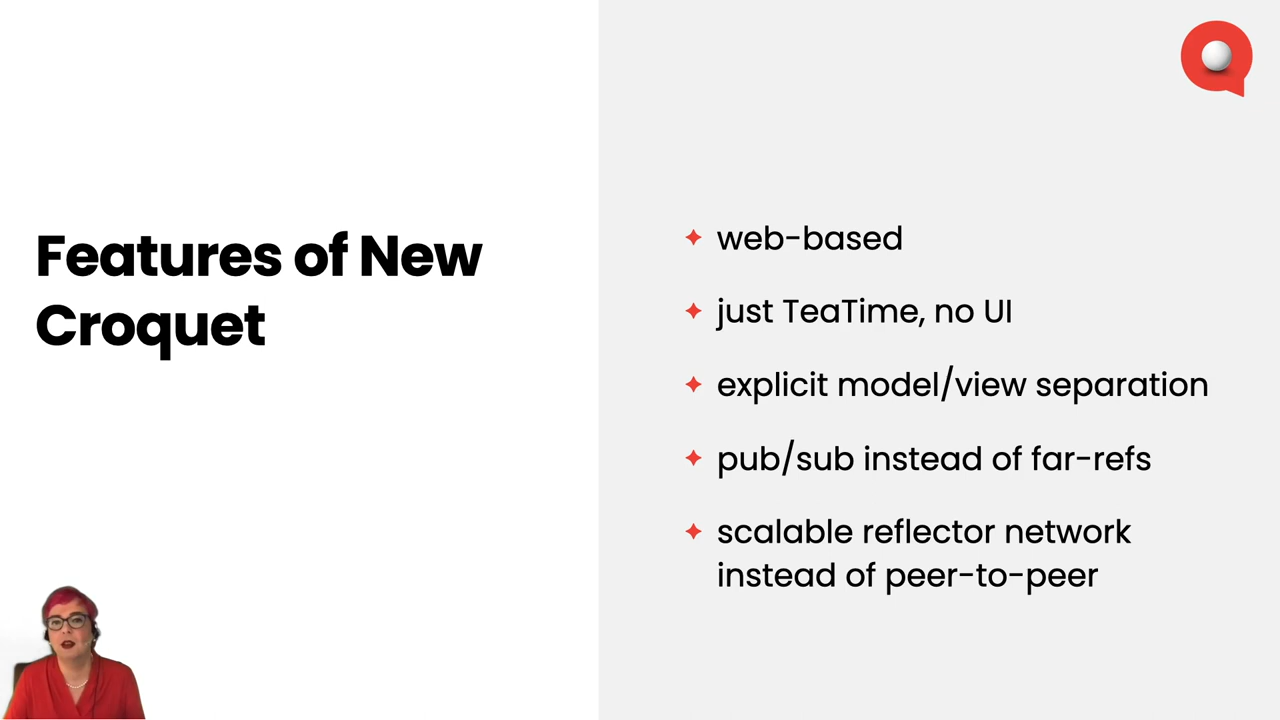 Features of New
Croquet
web-based
just TeaTime, no UI
explicit model/view separation
pub/sub instead of far-refs
scalable reflector network
instead of peer-to-peer